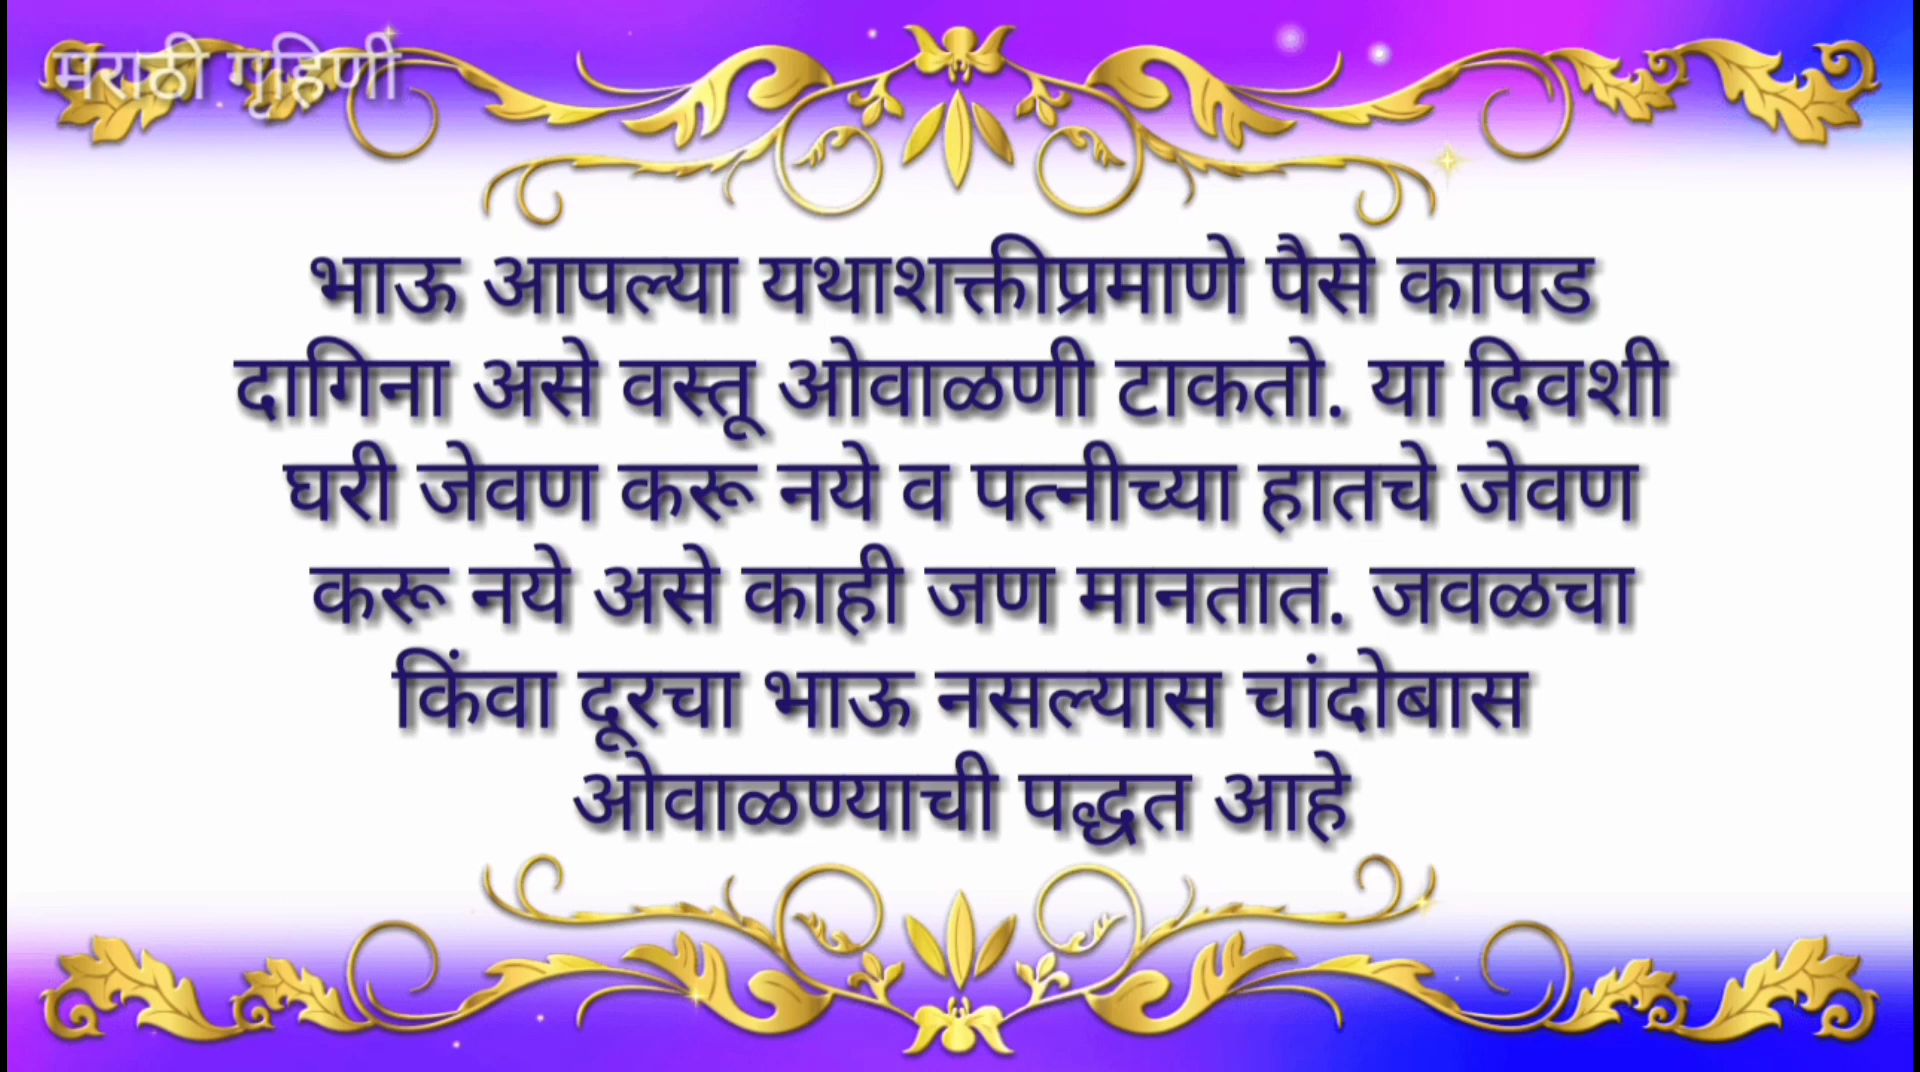 मराठी गृहिणी
भाऊ आपल्या यथाशक्तीप्रमाणे पैसे कापड
दागिना असे वस्तू ओवाळणी टाकतो. या दिवशी
घरी जेवण करू नये व पत्नीच्या हातचे जेवण
करू नये असे काही जण मानतात. जवळचा
किंवा दूरचा भाऊ नसल्यास चांदोबास
ओवाळण्याची पद्धत आहे